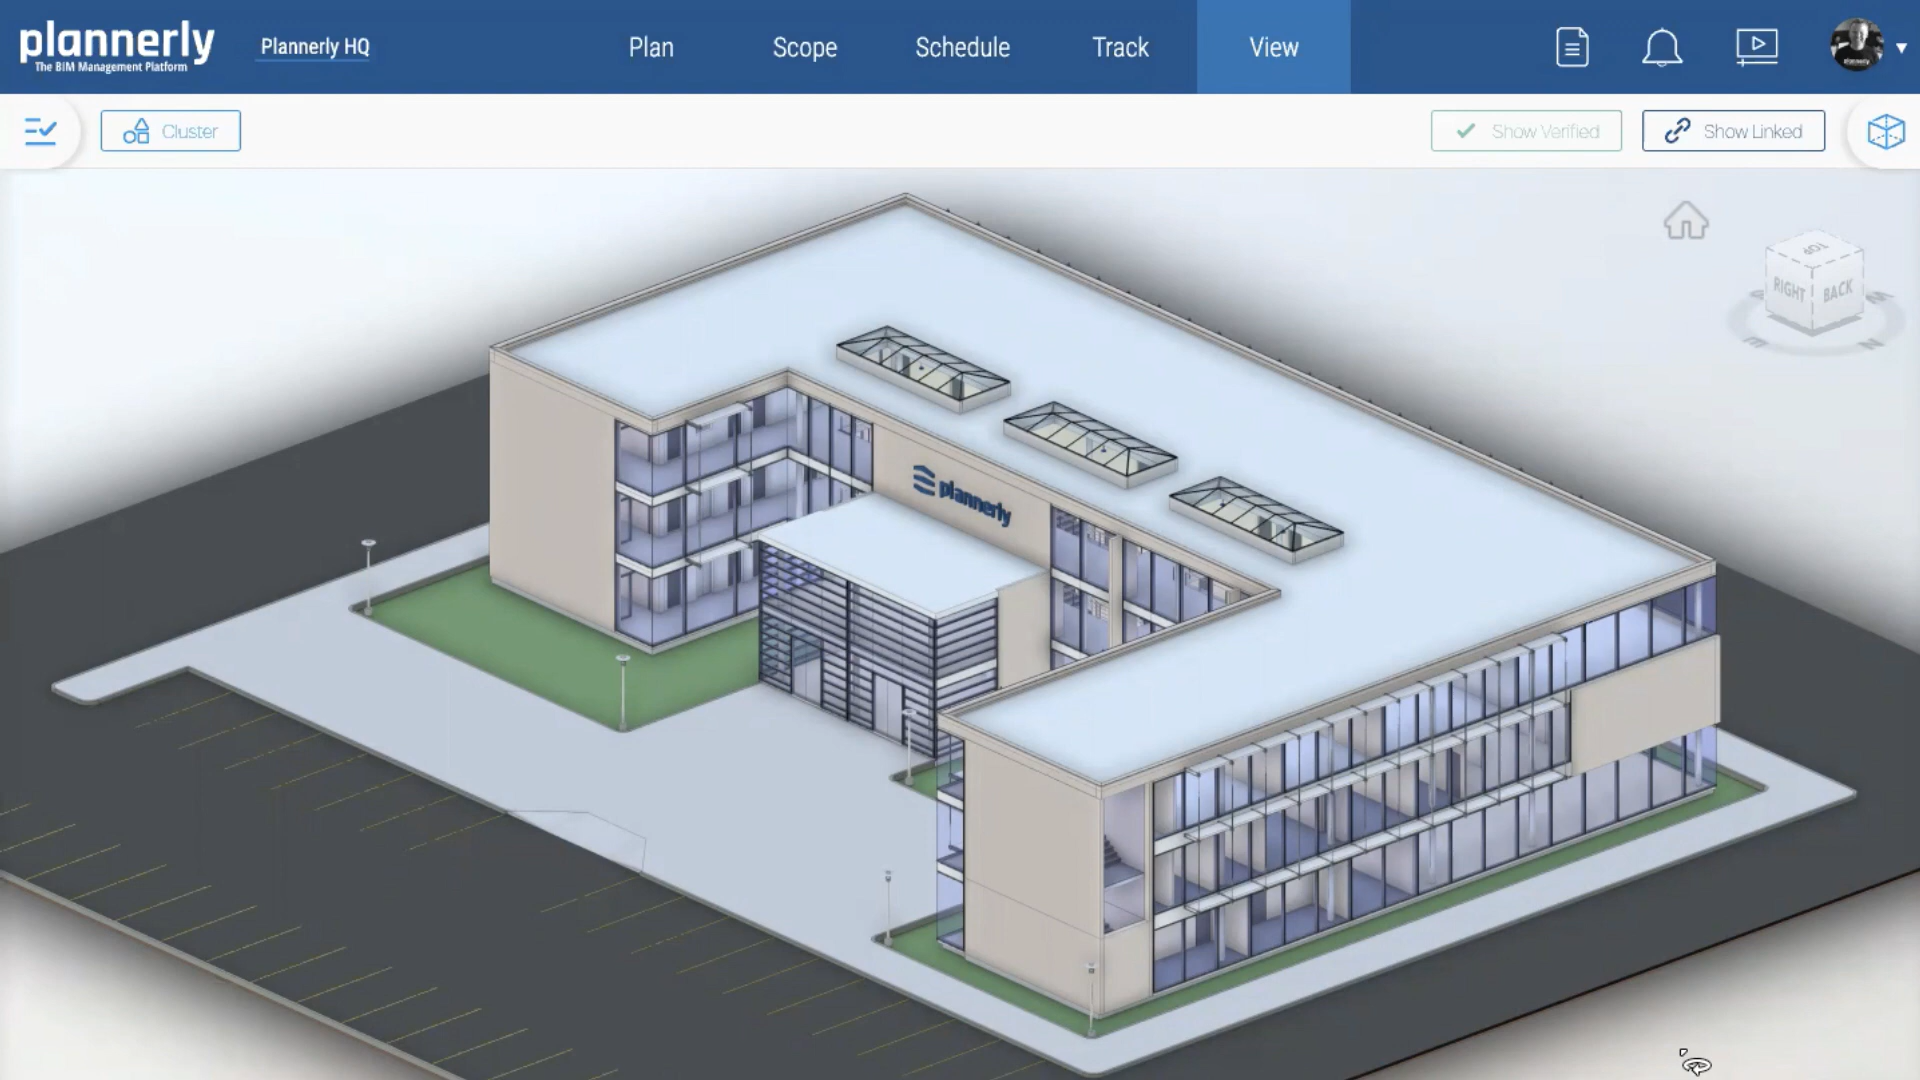 plannerly
The BIM Management Platform
Plannerly HQ
Plan
Scope
Schedule
Track
View
Cluster
Show Verified
Show Linked
TOP
RIGHT
BACK
plannerly